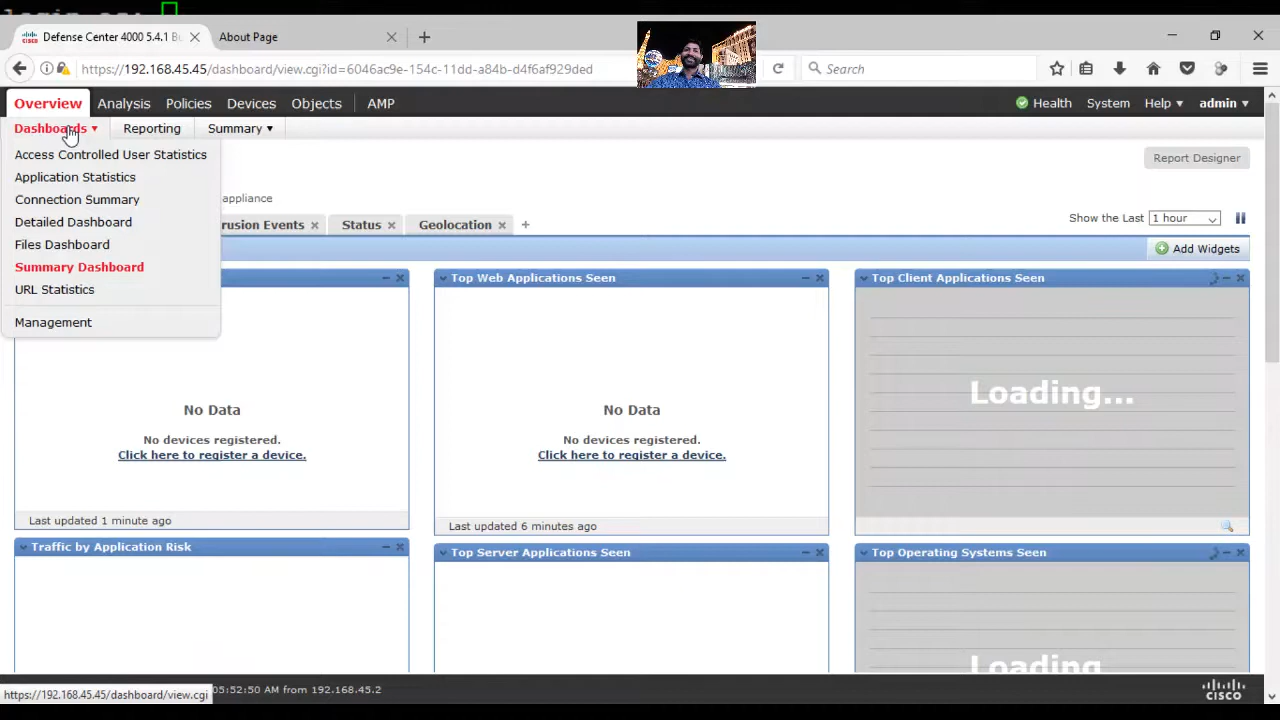 Defense Center 4000 5.4.1 Bu
About Page
https://192.168.45.45/dashboard/view.cgi?id=6046ac9e-154c-11dd-a84b-d4f6af929ded
Search
Overview Analysis Policies Devices Objects AMP Health System Help admin
Dashboards Reporting Summary
Access Controlled User Statistics
Report Designer
Application Statistics
Connection Summary
appliance
Detailed Dashboard
rusion Events Status Geolocation
Show the Last 1 hour
Files Dashboard
Add Widgets
Summary Dashboard
URL Statistics
Management
Top Web Applications Seen
Top Client Applications Seen
No Data
No devices registered.
Click here to register a device.
Last updated 1 minute ago
No Data
No devices registered.
Click here to register a device.
Last updated 6 minutes ago
Loading...
Traffic by Application Risk
Top Server Applications Seen
Top Operating Systems Seen
Loading
https://192.168.45.45/dashboard/view.cgi
05:52:50 AM from 192.168.45.2
CISCO